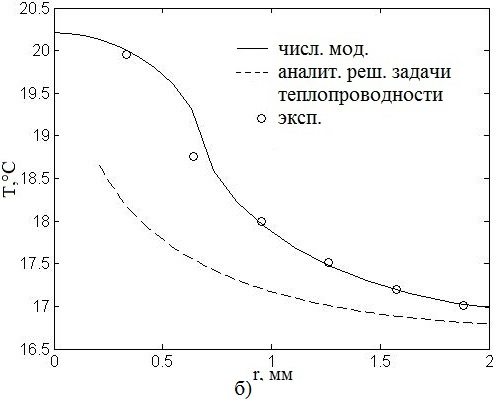 20.5
20
19.5
19
18.5
18
17.5
17
16.5
T,°C
числ. мод.
аналит. реш. задачи
теплопроводности
эксп.
0
0.5
1
1.5
2
r, мм
б)